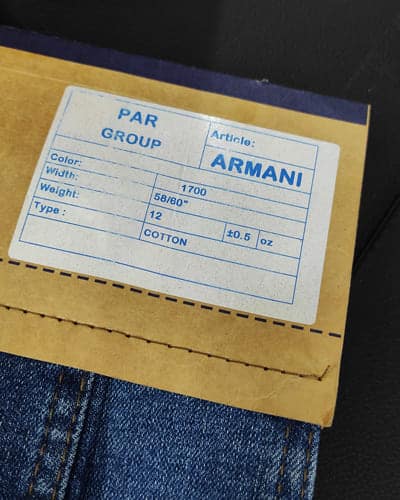 PAR
GROUP
Article:
ARMANI
Color: 1700
Width: 58/60"
Weight: 12 ±0.5 oz
Type : COTTON